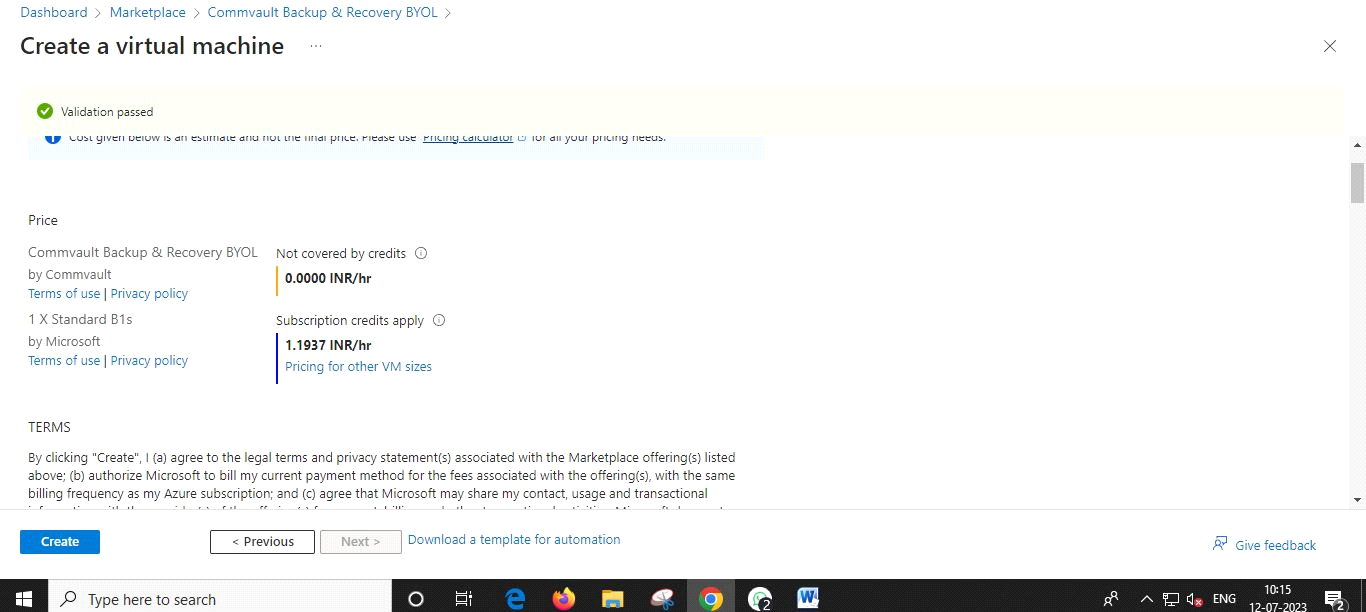 Dashboard > Marketplace > Commvault Backup & Recovery BYOL >
Create a virtual machine ...
Validation passed
Cost given below is an estimate and not the final price. Please use Pricing calculator for all your pricing needs.
Price
Commvault Backup & Recovery BYOL
by Commvault
Terms of use | Privacy policy
Not covered by credits
0.0000 INR/hr
1 X Standard B1s
by Microsoft
Terms of use | Privacy policy
Subscription credits apply
1.1937 INR/hr
Pricing for other VM sizes
TERMS
By clicking "Create", I (a) agree to the legal terms and privacy statement(s) associated with the Marketplace offering(s) listed
above; (b) authorize Microsoft to bill my current payment method for the fees associated with the offering(s), with the same
billing frequency as my Azure subscription; and (c) agree that Microsoft may share my contact, usage and transactional
Create
< Previous
Next >
Download a template for automation
Give feedback
Type here to search
2
ENG
10:15
12-07-2023
2